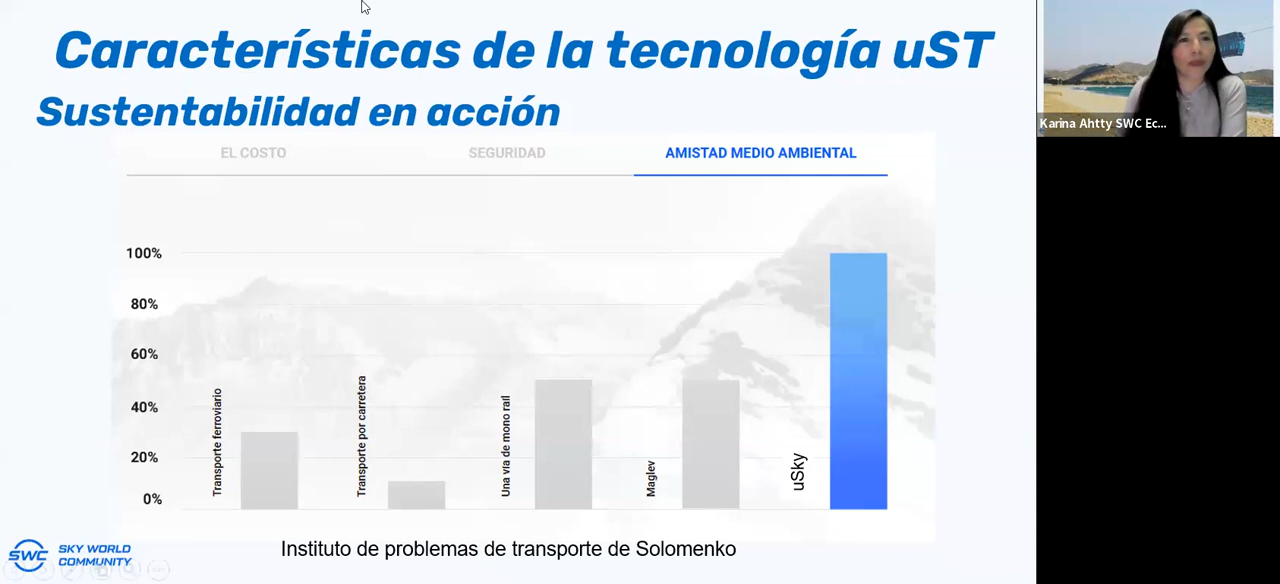 Características de la tecnología uST
Sustentabilidad en acción
EL COSTO
SEGURIDAD
AMISTAD MEDIO AMBIENTAL
100%
80%
60%
40%
20%
0%
Transporte ferroviario
Transporte por carretera
Una vía de mono rail
Maglev
uSky
Instituto de problemas de transporte de Solomenko
SWC
SKY WORLD
COMMUNITY
Karina Ahtty SWC Ec...